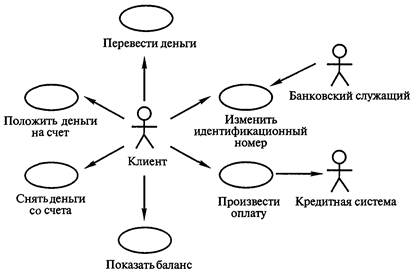 Перевести деньги
Положить деньги
на счет
Клиент
Изменить
идентификационный
номер
Банковский служащий
Снять деньги
со счета
Произвести
оплату
Кредитная система
Показать баланс